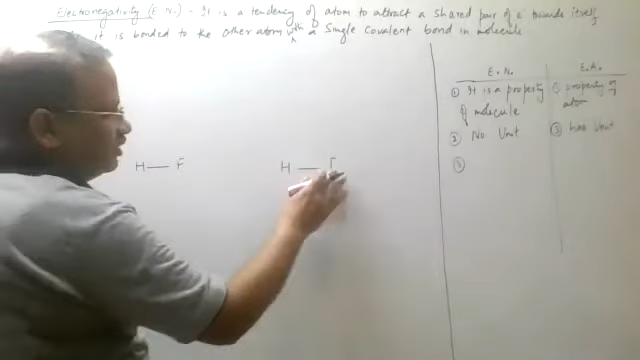 Electronegativity (E.N.) - It is a tendency of atom to attract a shared pair of e⁻ towards itself
it is bonded to the other atom with a single covalent bond in molecule
E.N. E.A.
① It is a property ① property of
of molecule atom
② No Unit ② has Unit
③
H — F H —